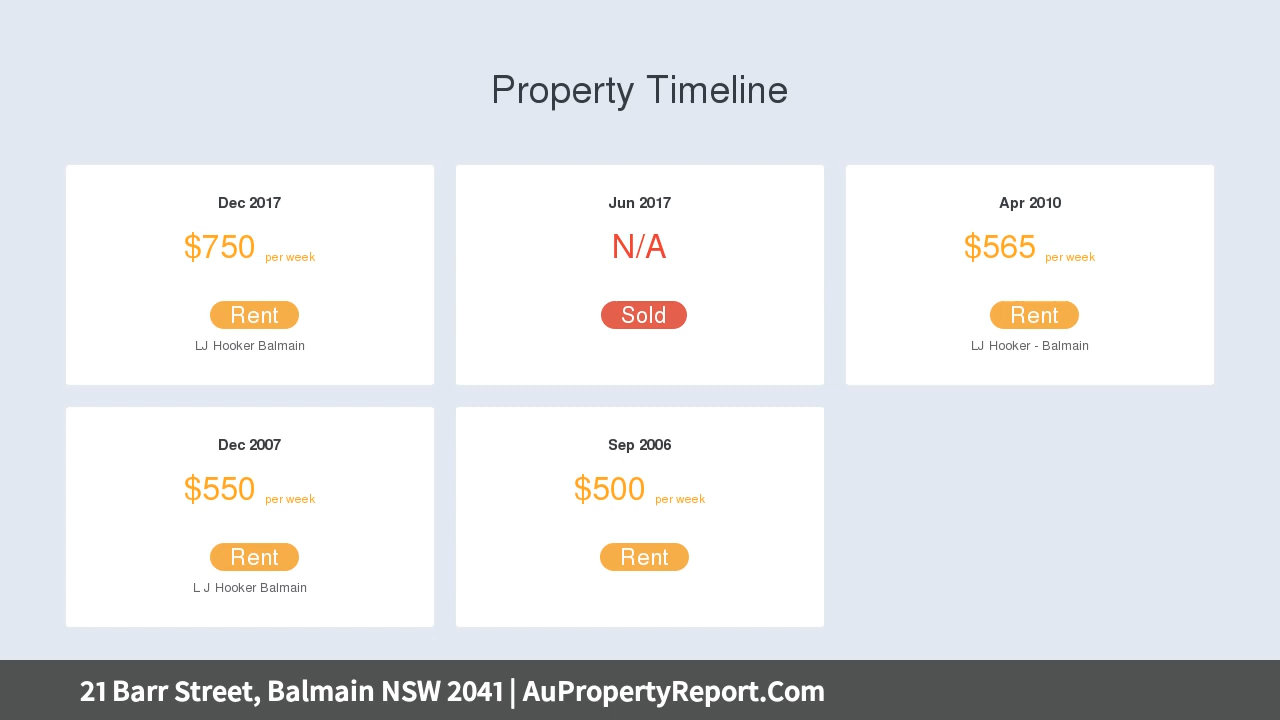 Property Timeline
Dec 2017
$750 per week
Rent
LJ Hooker Balmain
Jun 2017
N/A
Sold
Apr 2010
$565 per week
Rent
LJ Hooker - Balmain
Dec 2007
$550 per week
Rent
L J Hooker Balmain
Sep 2006
$500 per week
Rent
21 Barr Street, Balmain NSW 2041 | AuPropertyReport.Com